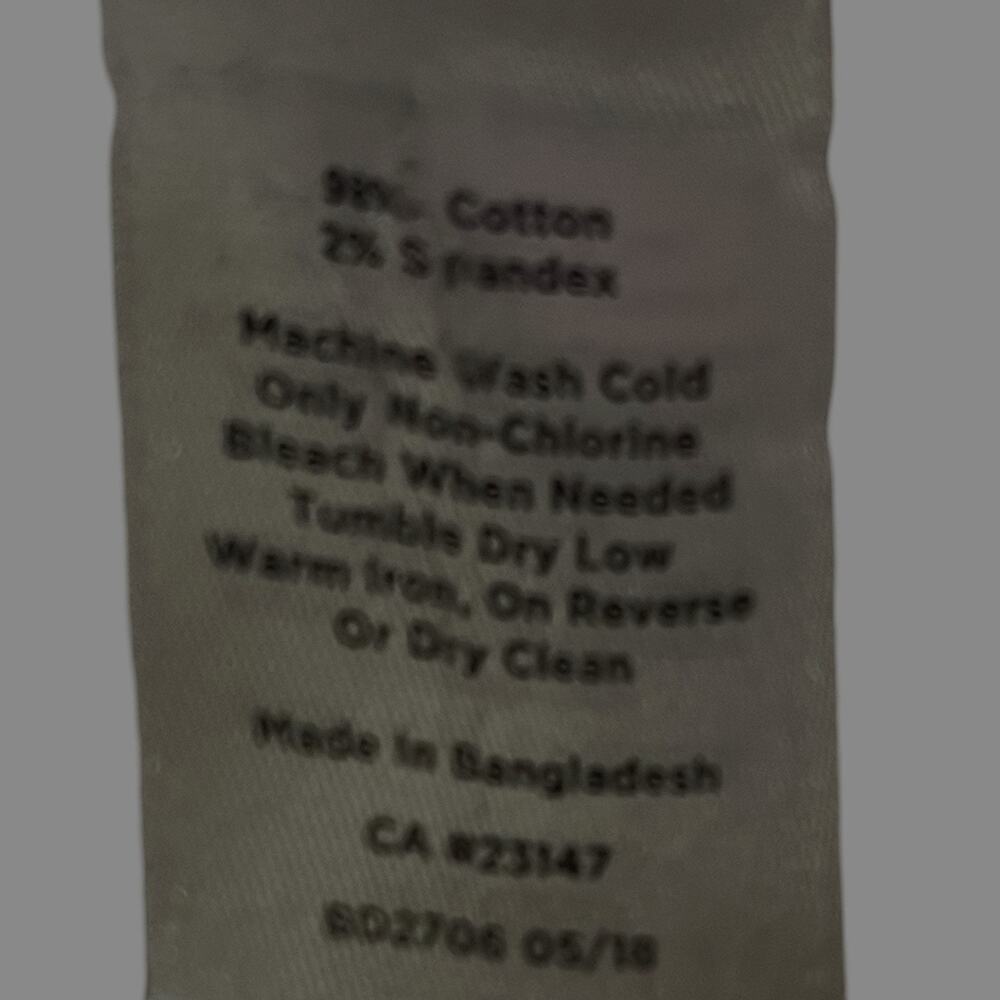 98% Cotton
2% Spandex
Machine Wash Cold
Only Non-Chlorine
Bleach When Needed
Tumble Dry Low
Warm Iron, On Reverse
Or Dry Clean
Made In Bangladesh
CA #23147
BD2706 05/18